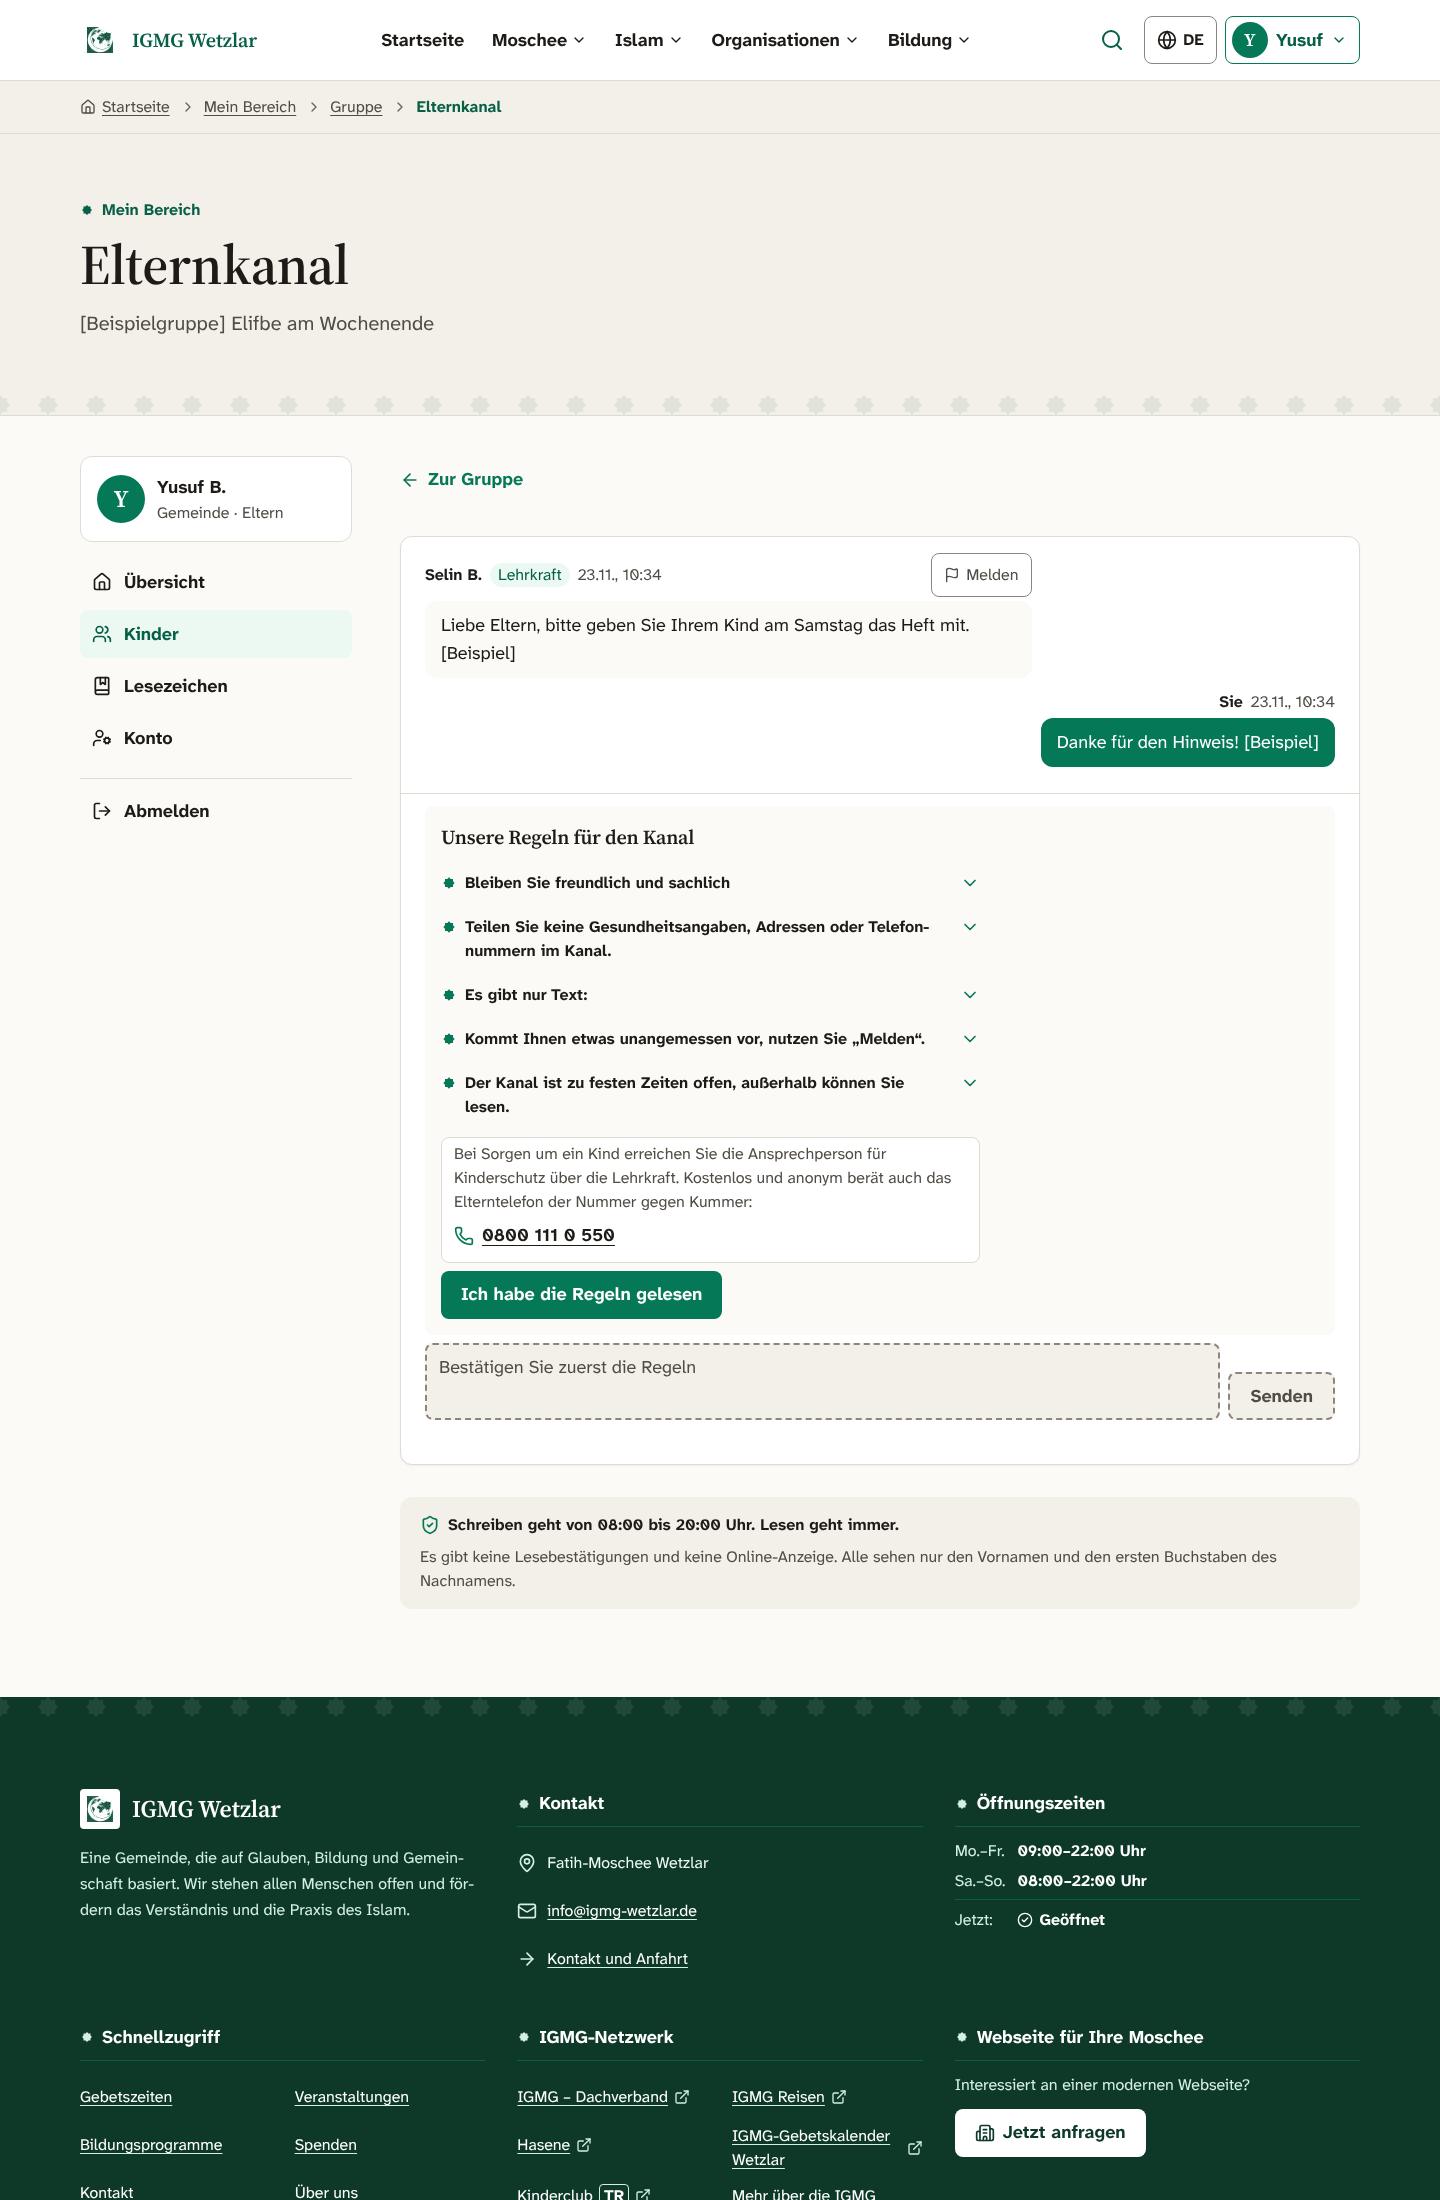 IGMG Wetzlar
Startseite
Moschee
Islam
Organisationen
Bildung
DE
Y
Yusuf
Startseite
Mein Bereich
Gruppe
Elternkanal
Mein Bereich
Elternkanal
[Beispielgruppe] Elifbe am Wochenende
Y
Yusuf B.
Gemeinde · Eltern
Übersicht
Kinder
Lesezeichen
Konto
Abmelden
Zur Gruppe
Selin B. Lehrkraft 23.11., 10:34
Melden
Liebe Eltern, bitte geben Sie Ihrem Kind am Samstag das Heft mit.
[Beispiel]
Sie 23.11., 10:34
Danke für den Hinweis! [Beispiel]
Unsere Regeln für den Kanal
Bleiben Sie freundlich und sachlich
Teilen Sie keine Gesundheitsangaben, Adressen oder Telefon-
nummern im Kanal.
Es gibt nur Text:
Kommt Ihnen etwas unangemessen vor, nutzen Sie „Melden“.
Der Kanal ist zu festen Zeiten offen, außerhalb können Sie
lesen.
Bei Sorgen um ein Kind erreichen Sie die Ansprechperson für
Kinderschutz über die Lehrkraft. Kostenlos und anonym berät auch das
Elterntelefon der Nummer gegen Kummer:
0800 111 0 550
Ich habe die Regeln gelesen
Bestätigen Sie zuerst die Regeln
Senden
Schreiben geht von 08:00 bis 20:00 Uhr. Lesen geht immer.
Es gibt keine Lesebestätigungen und keine Online-Anzeige. Alle sehen nur den Vornamen und den ersten Buchstaben des
Nachnamens.
IGMG Wetzlar
Eine Gemeinde, die auf Glauben, Bildung und Gemein-
schaft basiert. Wir stehen allen Menschen offen und för-
dern das Verständnis und die Praxis des Islam.
Kontakt
Fatih-Moschee Wetzlar
info@igmg-wetzlar.de
Kontakt und Anfahrt
Öffnungszeiten
Mo.–Fr. 09:00–22:00 Uhr
Sa.–So. 08:00–22:00 Uhr
Jetzt: Geöffnet
Schnellzugriff
Gebetszeiten
Veranstaltungen
Bildungsprogramme
Spenden
Kontakt
Über uns
IGMG-Netzwerk
IGMG – Dachverband
IGMG Reisen
Hasene
IGMG-Gebetskalender
Wetzlar
Kinderclub TR
Mehr über die IGMG
Webseite für Ihre Moschee
Interessiert an einer modernen Webseite?
Jetzt anfragen